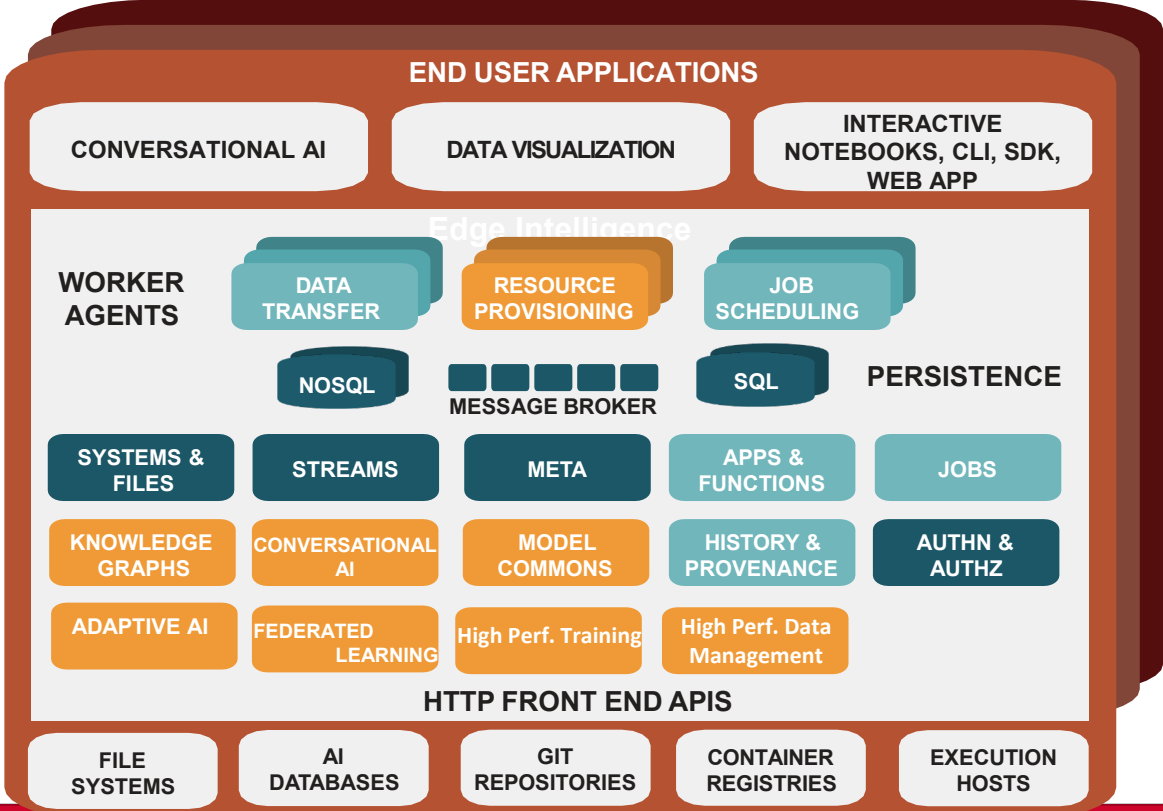 END USER APPLICATIONS
CONVERSATIONAL AI
DATA VISUALIZATION
INTERACTIVE
NOTEBOOKS, CLI, SDK,
WEB APP
Edge Intelligence
WORKER
AGENTS
DATA
TRANSFER
RESOURCE
PROVISIONING
JOB
SCHEDULING
NOSQL
MESSAGE BROKER
SQL
PERSISTENCE
SYSTEMS &
FILES
STREAMS
META
APPS &
FUNCTIONS
JOBS
KNOWLEDGE
GRAPHS
CONVERSATIONAL
AI
MODEL
COMMONS
HISTORY &
PROVENANCE
AUTHN &
AUTHZ
ADAPTIVE AI
FEDERATED
LEARNING
High Perf. Training
High Perf. Data
Management
HTTP FRONT END APIS
FILE
SYSTEMS
AI
DATABASES
GIT
REPOSITORIES
CONTAINER
REGISTRIES
EXECUTION
HOSTS